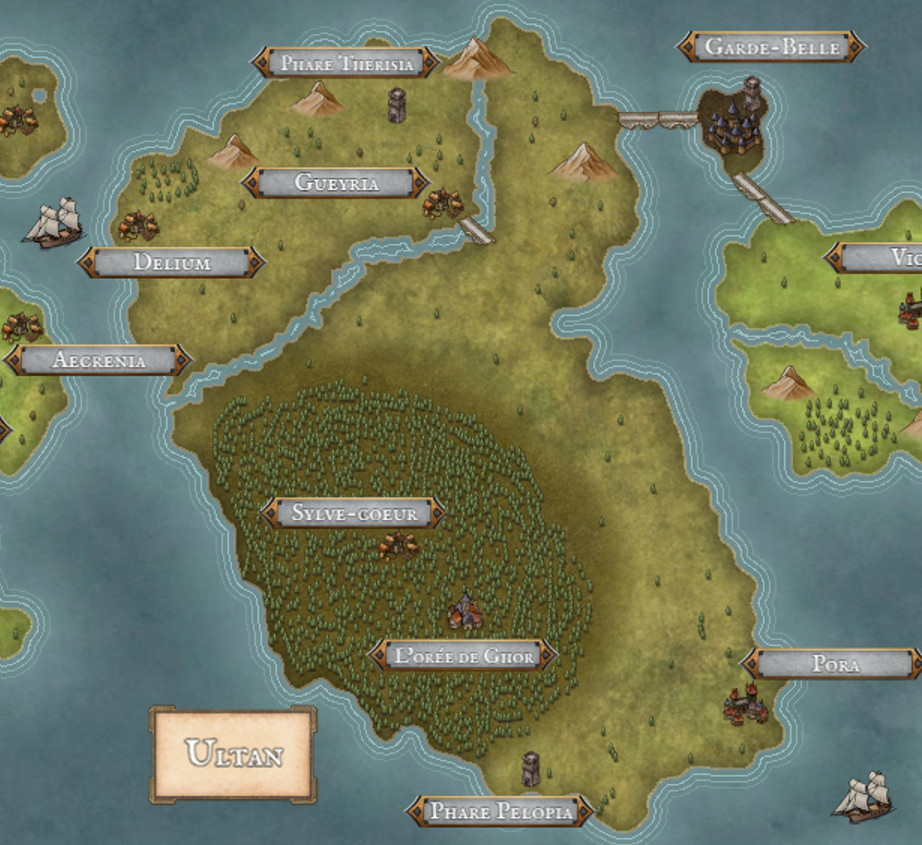 Garde-Belle
Phare Therisia
Gueyria
Delium
Aecrenia
Sylve-coeur
L'orée de Ghor
Pora
Ultan
Phare Pelopia